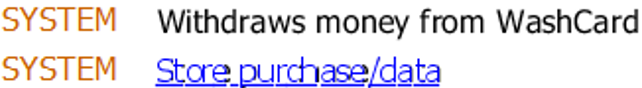 SYSTEM Withdraws money from WashCard
SYSTEM Store purchase/data